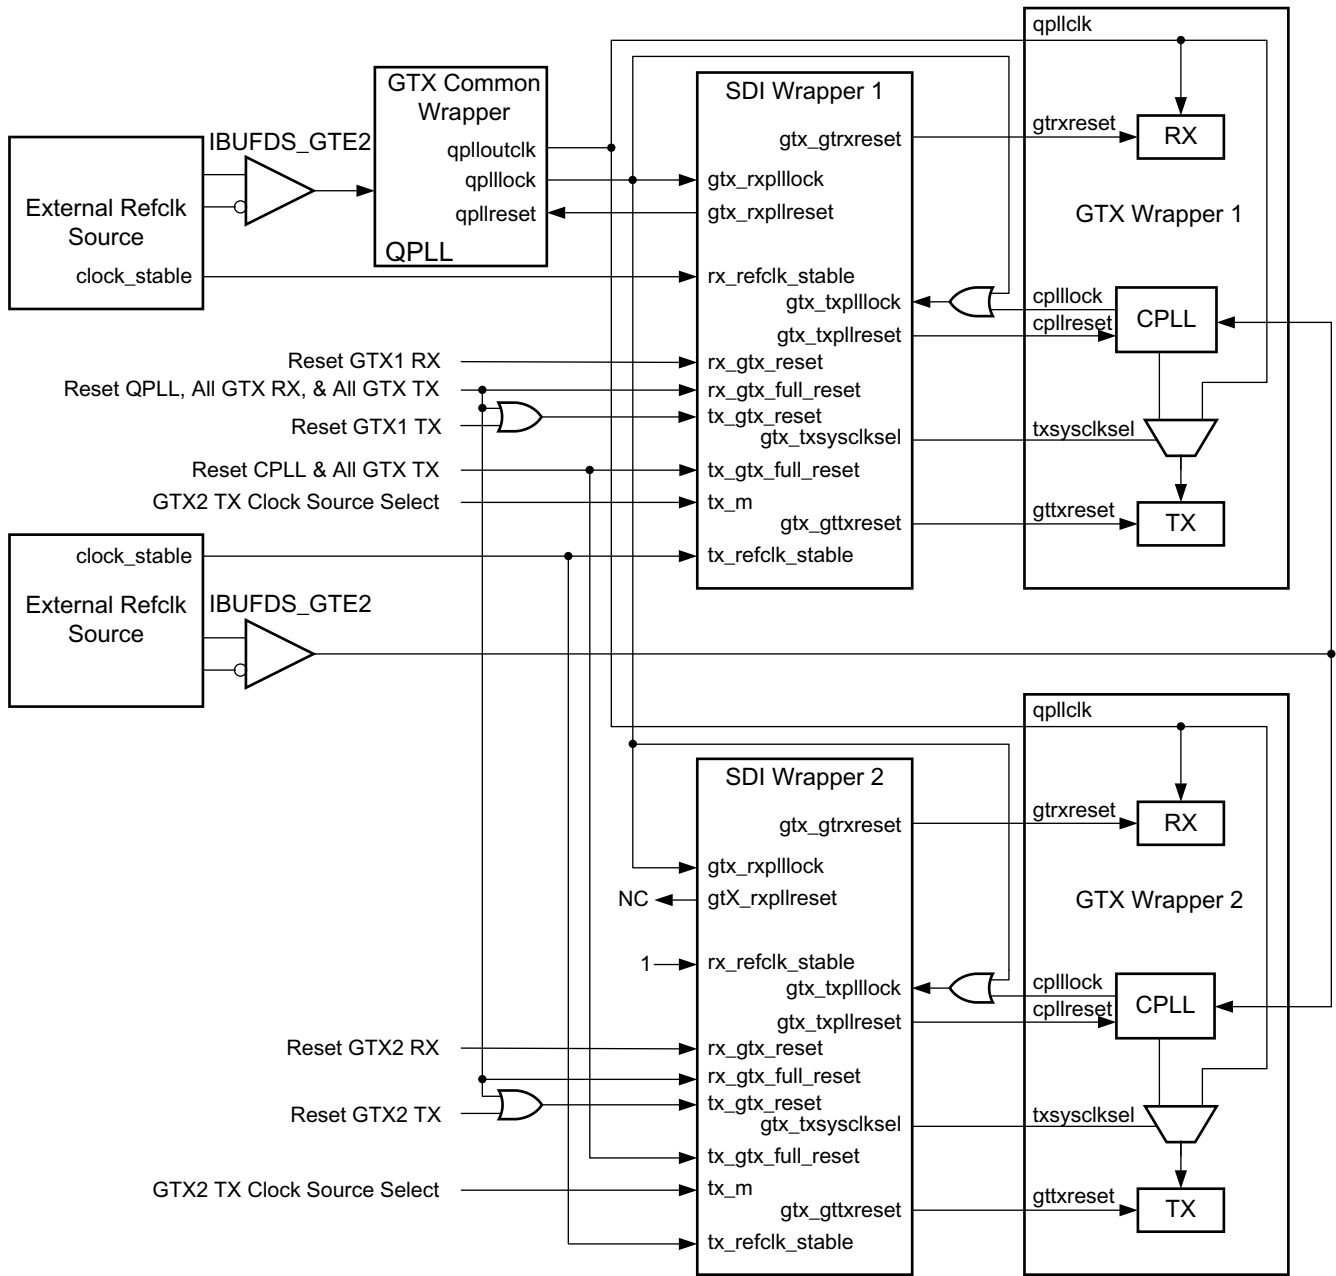 qpllclk
GTX Common
Wrapper
SDI Wrapper 1
IBUFDS_GTE2
qplloutclk
gtx_gtrxreset
gtrxreset
RX
External Refclk
Source
qplllock
gtx_rxplllock
qpllreset
gtx_rxpllreset
GTX Wrapper 1
QPLL
clock_stable
rx_refclk_stable
gtx_txplllock
cplllock
CPLL
gtx_txpllreset
cpllreset
Reset GTX1 RX
rx_gtx_reset
Reset QPLL, All GTX RX, & All GTX TX
rx_gtx_full_reset
Reset GTX1 TX
tx_gtx_reset
gtx_txsysclksel
txsysclksel
Reset CPLL & All GTX TX
tx_gtx_full_reset
GTX2 TX Clock Source Select
tx_m
gtx_gttxreset
gttxreset
TX
clock_stable
tx_refclk_stable
External Refclk
Source
IBUFDS_GTE2
qpllclk
SDI Wrapper 2
gtx_gtrxreset
gtrxreset
RX
gtx_rxplllock
NC
gtX_rxpllreset
GTX Wrapper 2
1
rx_refclk_stable
gtx_txplllock
cplllock
CPLL
gtx_txpllreset
cpllreset
Reset GTX2 RX
rx_gtx_reset
rx_gtx_full_reset
Reset GTX2 TX
tx_gtx_reset
gtx_txsysclksel
txsysclksel
tx_gtx_full_reset
GTX2 TX Clock Source Select
tx_m
gtx_gttxreset
gttxreset
TX
tx_refclk_stable